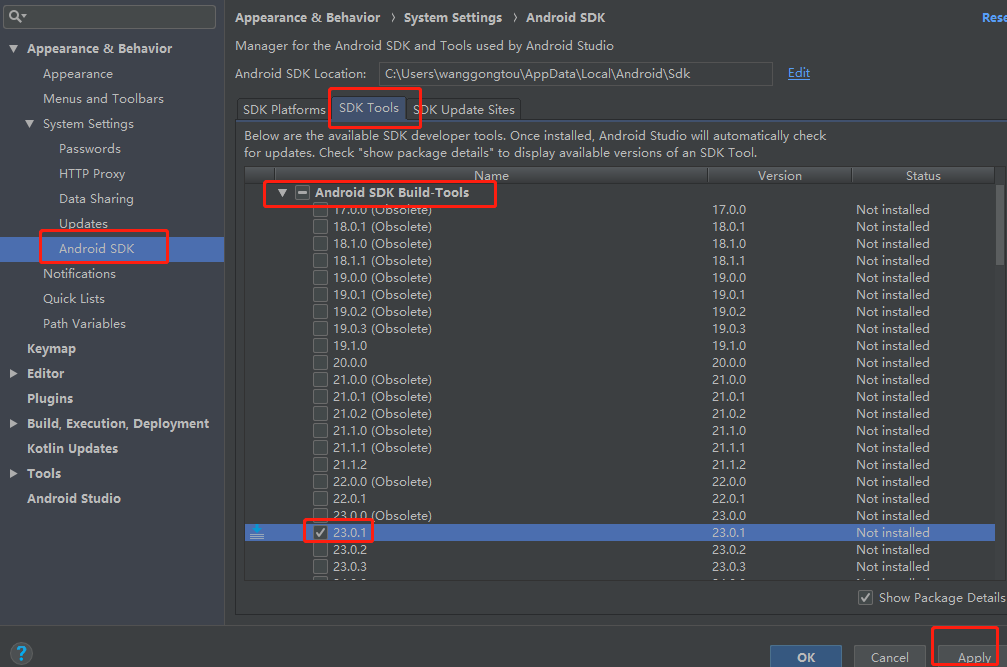 Appearance & Behavior
Appearance
Menus and Toolbars
System Settings
Passwords
HTTP Proxy
Data Sharing
Updates
Android SDK
Notifications
Quick Lists
Path Variables
Keymap
Editor
Plugins
Build, Execution, Deployment
Kotlin Updates
Tools
Android Studio
?
Appearance & Behavior › System Settings › Android SDK
Rese
Manager for the Android SDK and Tools used by Android Studio
Android SDK Location: C:\Users\wanggongtou\AppData\Local\Android\Sdk Edit
SDK Platforms SDK Tools SDK Update Sites
Below are the available SDK developer tools. Once installed, Android Studio will automatically check
for updates. Check "show package details" to display available versions of an SDK Tool.
Name Version Status
Android SDK Build-Tools
17.0.0 (Obsolete) 17.0.0 Not installed
18.0.1 (Obsolete) 18.0.1 Not installed
18.1.0 (Obsolete) 18.1.0 Not installed
18.1.1 (Obsolete) 18.1.1 Not installed
19.0.0 (Obsolete) 19.0.0 Not installed
19.0.1 (Obsolete) 19.0.1 Not installed
19.0.2 (Obsolete) 19.0.2 Not installed
19.0.3 (Obsolete) 19.0.3 Not installed
19.1.0 19.1.0 Not installed
20.0.0 20.0.0 Not installed
21.0.0 (Obsolete) 21.0.0 Not installed
21.0.1 (Obsolete) 21.0.1 Not installed
21.0.2 (Obsolete) 21.0.2 Not installed
21.1.0 (Obsolete) 21.1.0 Not installed
21.1.1 (Obsolete) 21.1.1 Not installed
21.1.2 21.1.2 Not installed
22.0.0 (Obsolete) 22.0.0 Not installed
22.0.1 22.0.1 Not installed
23.0.0 (Obsolete) 23.0.0 Not installed
23.0.1 23.0.1 Not installed
23.0.2 23.0.2 Not installed
23.0.3 23.0.3 Not installed
Show Package Details
OK Cancel Apply